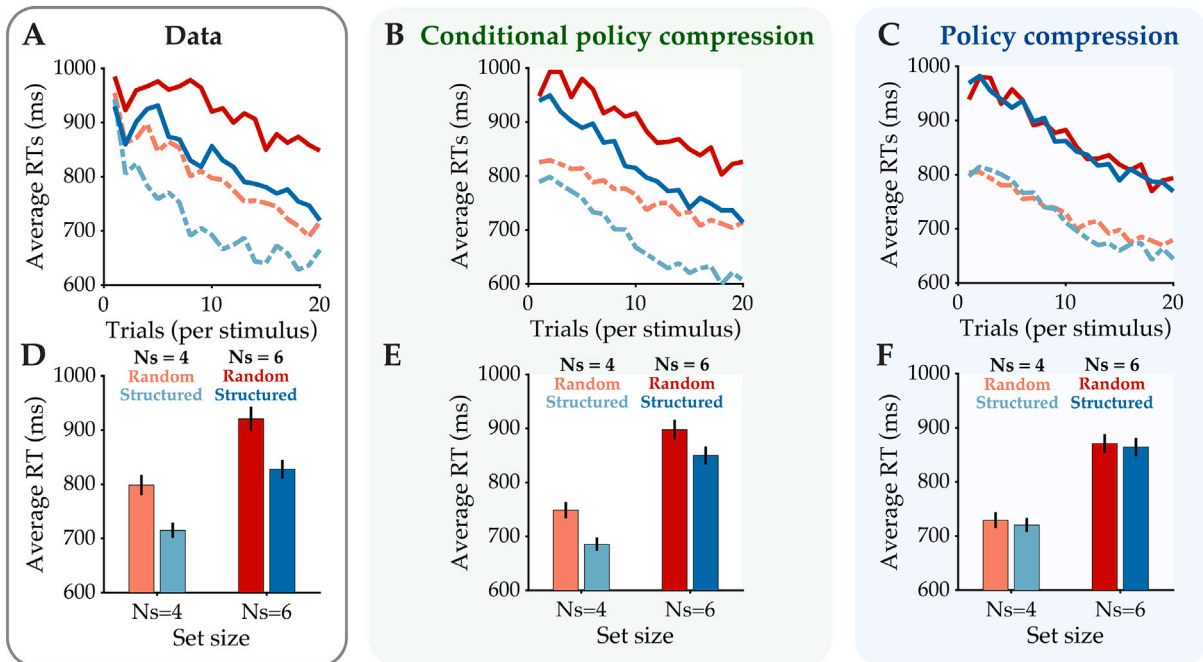 A
Data
Average RTs (ms)
1000
900
800
700
600
0
10
20
Trials (per stimulus)
B
Conditional policy compression
Average RTs (ms)
1000
900
800
700
600
0
10
20
Trials (per stimulus)
C
Policy compression
Average RTs (ms)
1000
900
800
700
600
0
10
20
Trials (per stimulus)
D
Ns = 4 Ns = 6
Random Random
Structured Structured
Average RT (ms)
1000
900
800
700
600
Ns=4
Ns=6
Set size
E
Ns = 4 Ns = 6
Random Random
Structured Structured
Average RT (ms)
1000
900
800
700
600
Ns=4
Ns=6
Set size
F
Ns = 4 Ns = 6
Random Random
Structured Structured
Average RT (ms)
1000
900
800
700
600
Ns=4
Ns=6
Set size